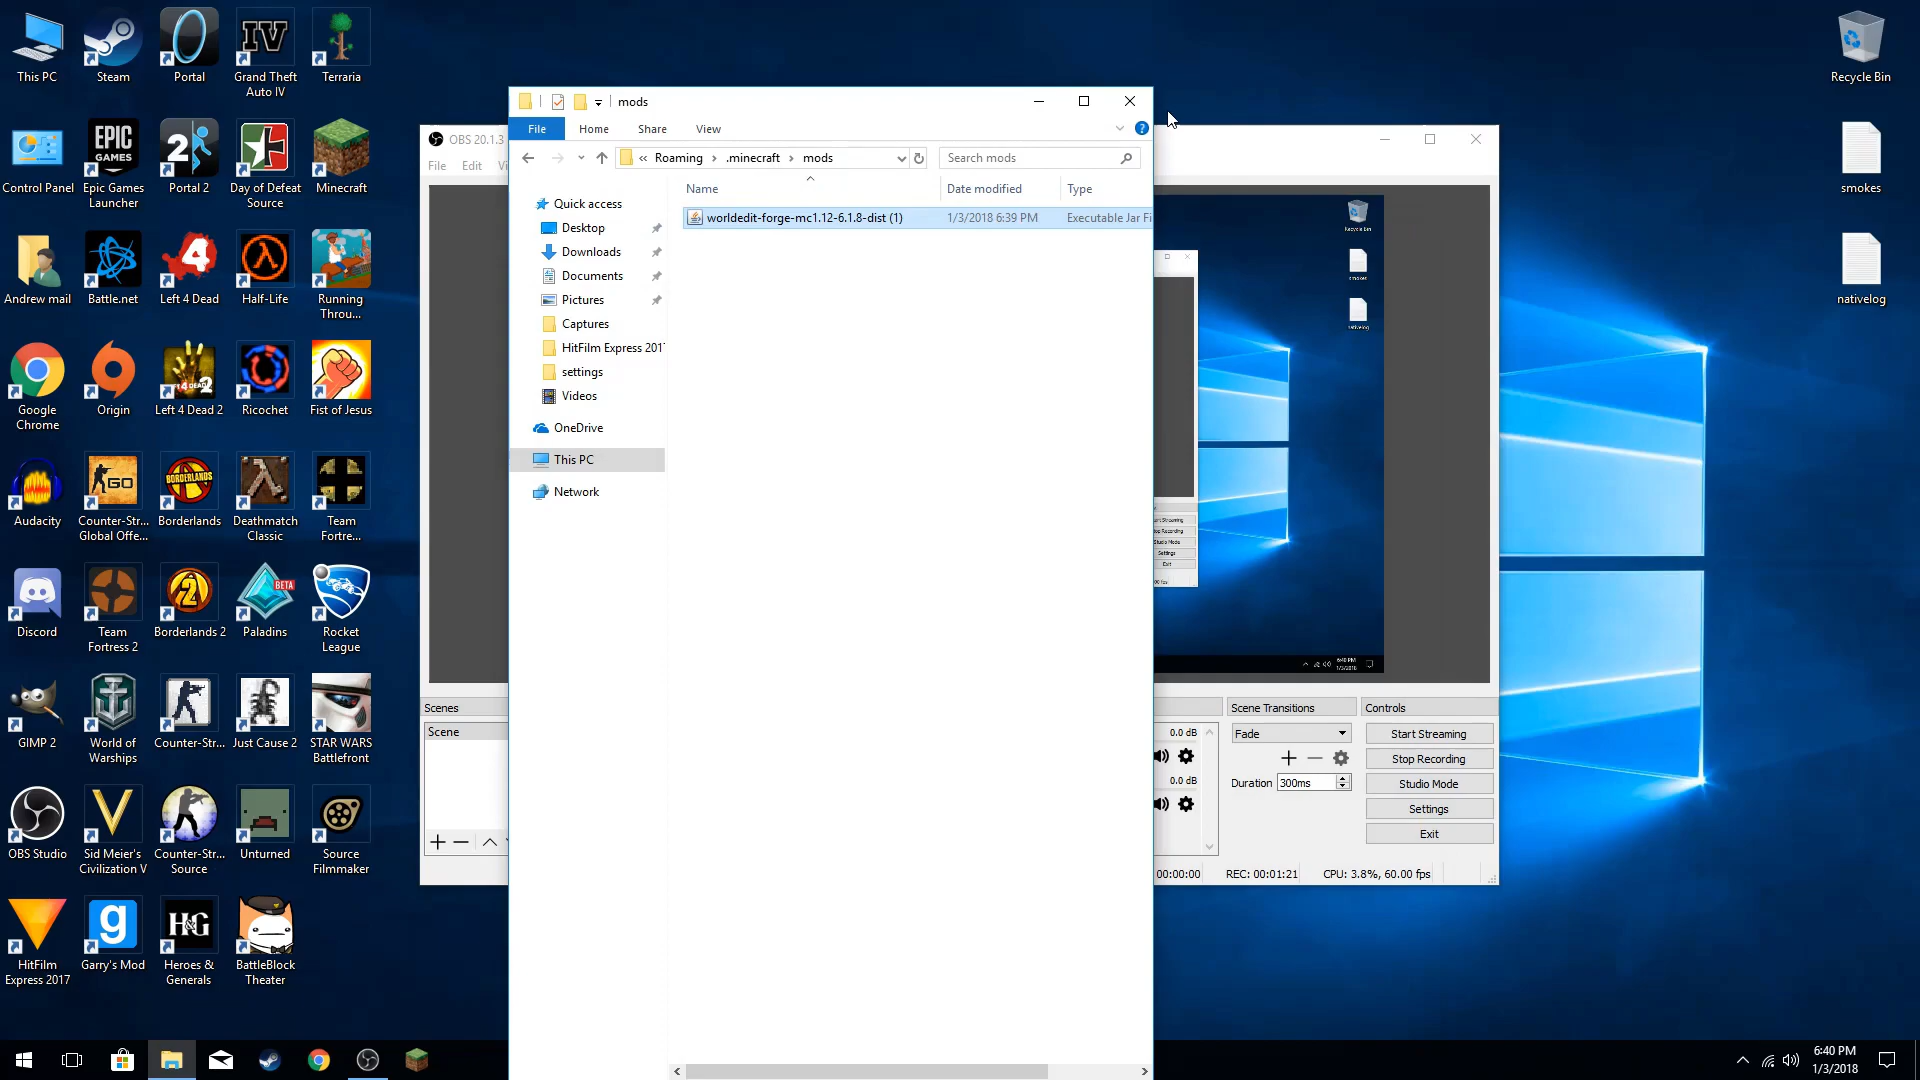 This PC
Steam
Portal
Grand Theft
Auto IV
Terraria
Control Panel
Epic Games
Launcher
Portal 2
Day of Defeat
Source
Minecraft
Andrew mail
Battle.net
Left 4 Dead
Half-Life
Running
Throu...
Google
Chrome
Origin
Left 4 Dead 2
Ricochet
Fist of Jesus
Audacity
Counter-Str...
Global Offe...
Borderlands
Deathmatch
Classic
Team
Fortre...
Discord
Team
Fortress 2
Borderlands 2
Paladins
Rocket
League
GIMP 2
World of
Warships
Counter-Str...
Just Cause 2
STAR WARS
Battlefront
OBS Studio
Sid Meier's
Civilization V
Counter-Str...
Source
Unturned
Source
Filmmaker
HitFilm
Express 2017
Garry's Mod
Heroes &
Generals
BattleBlock
Theater
Recycle Bin
smokes
nativelog
mods
File
Home
Share
View
« Roaming › .minecraft › mods
Search mods
Name
Date modified
Type
worldedit-forge-mc1.12-6.1.8-dist (1)
1/3/2018 6:39 PM
Executable Jar Fi
Quick access
Desktop
Downloads
Documents
Pictures
Captures
HitFilm Express 2017
settings
Videos
OneDrive
This PC
Network
OBS 20.1.3
File
Edit
Scenes
Scene
0.0 dB
0.0 dB
Scene Transitions
Fade
Duration 300ms
Controls
Start Streaming
Stop Recording
Studio Mode
Settings
Exit
00:00:00
REC: 00:01:21
CPU: 3.8%, 60.00 fps
6:40 PM
1/3/2018